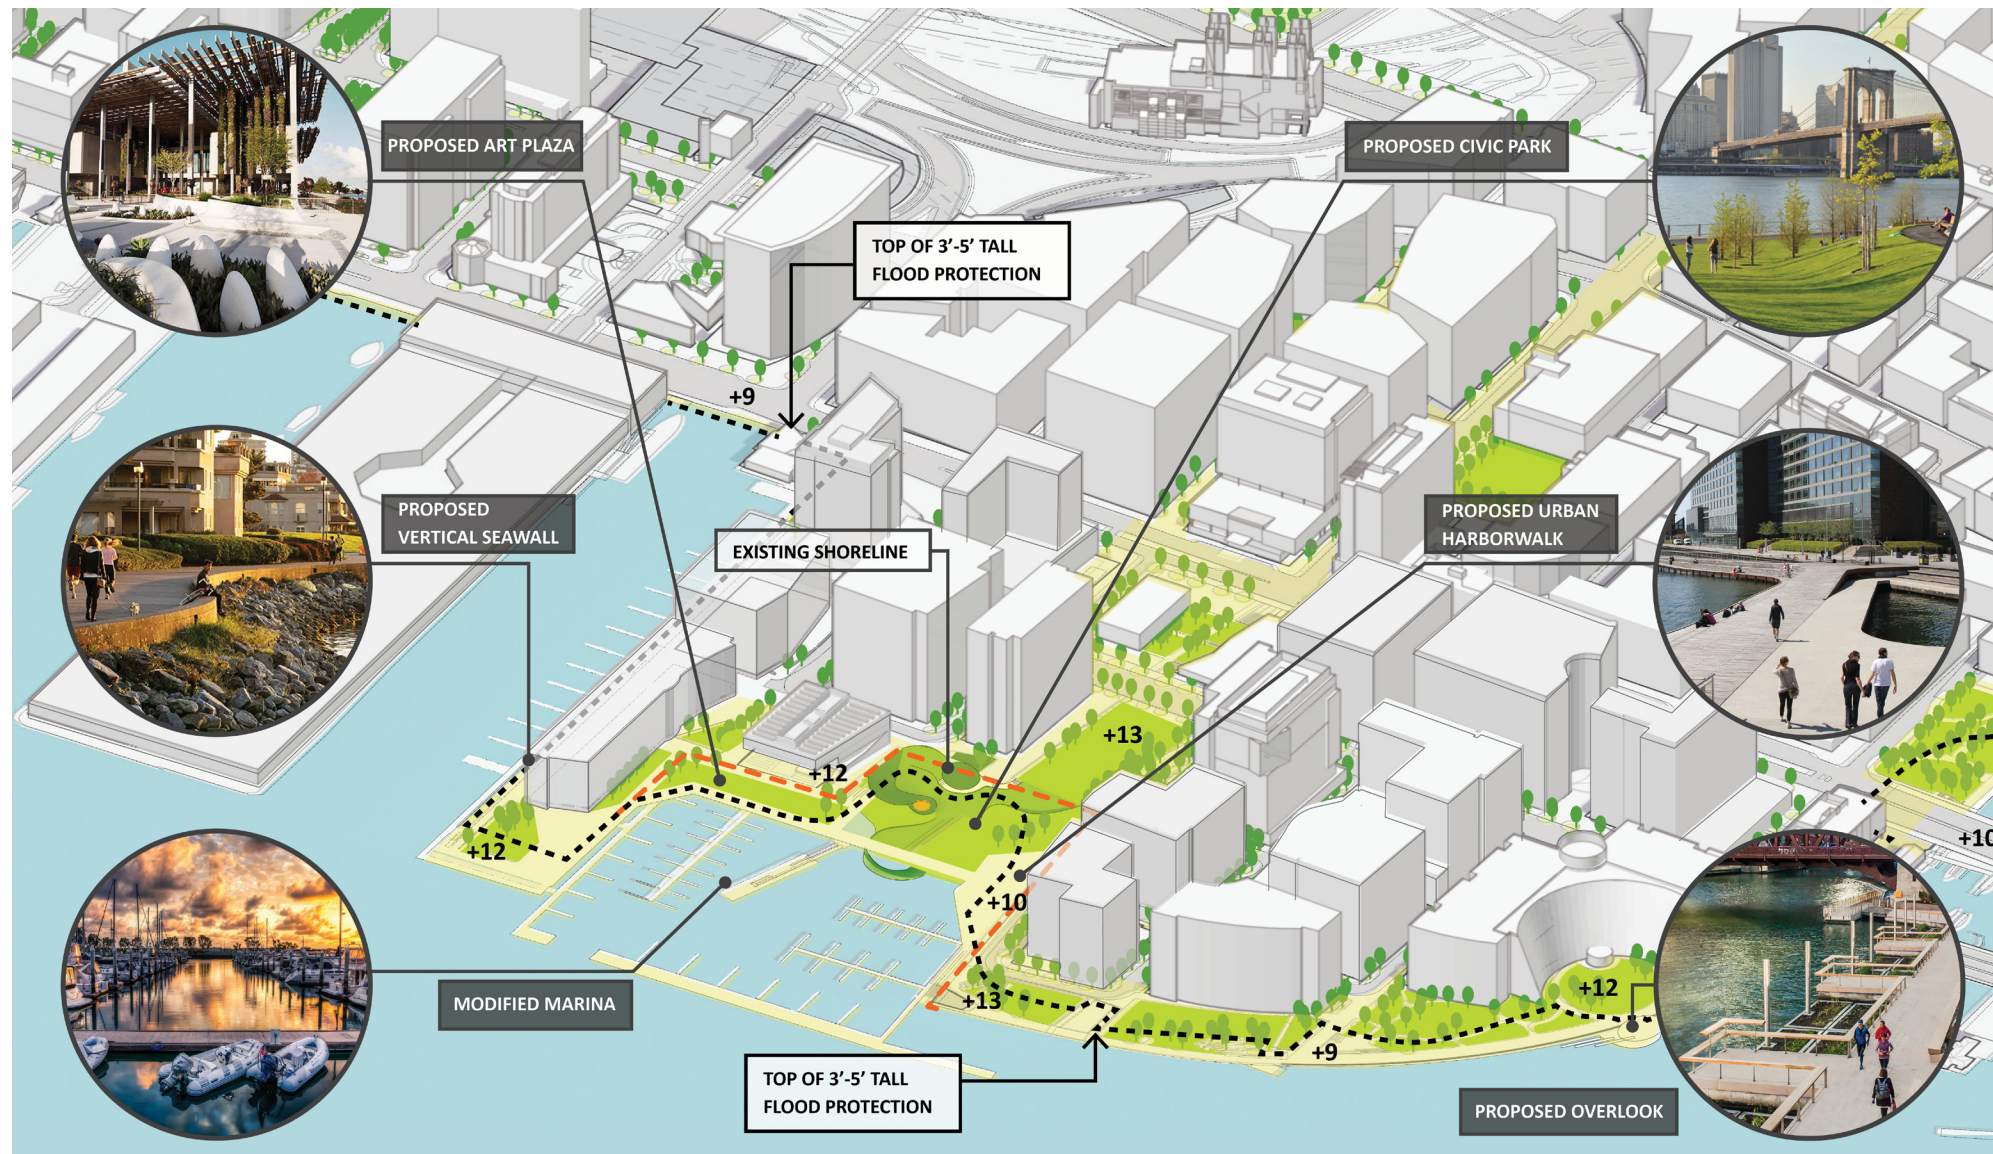 PROPOSED ART PLAZA
PROPOSED CIVIC PARK
TOP OF 3’-5’ TALL
FLOOD PROTECTION
+9
PROPOSED
VERTICAL SEAWALL
EXISTING SHORELINE
PROPOSED URBAN
HARBORWALK
+13
+12
+12
+10
+10
+13
+12
+9
MODIFIED MARINA
TOP OF 3’-5’ TALL
FLOOD PROTECTION
PROPOSED OVERLOOK